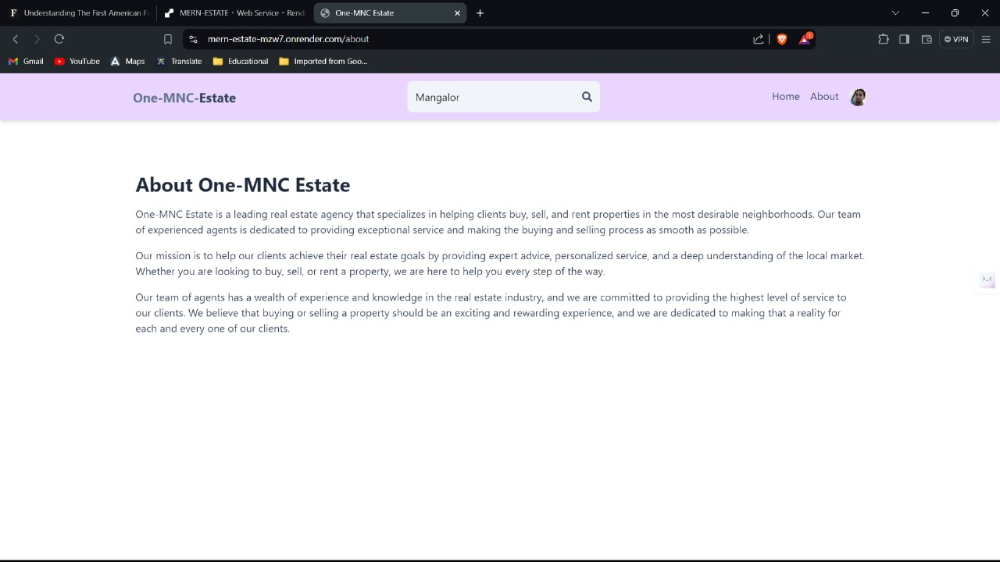 Understanding The First American Fi
MERN-ESTATE · Web Service · Rend
One-MNC Estate
mern-estate-mzw7.onrender.com/about
1
VPN
Gmail
YouTube
Maps
Translate
Educational
Imported from Goo...
One-MNC-Estate
Mangalor
Home
About
About One-MNC Estate
One-MNC Estate is a leading real estate agency that specializes in helping clients buy, sell, and rent properties in the most desirable neighborhoods. Our team
of experienced agents is dedicated to providing exceptional service and making the buying and selling process as smooth as possible.
Our mission is to help our clients achieve their real estate goals by providing expert advice, personalized service, and a deep understanding of the local market.
Whether you are looking to buy, sell, or rent a property, we are here to help you every step of the way.
Our team of agents has a wealth of experience and knowledge in the real estate industry, and we are committed to providing the highest level of service to
our clients. We believe that buying or selling a property should be an exciting and rewarding experience, and we are dedicated to making that a reality for
each and every one of our clients.